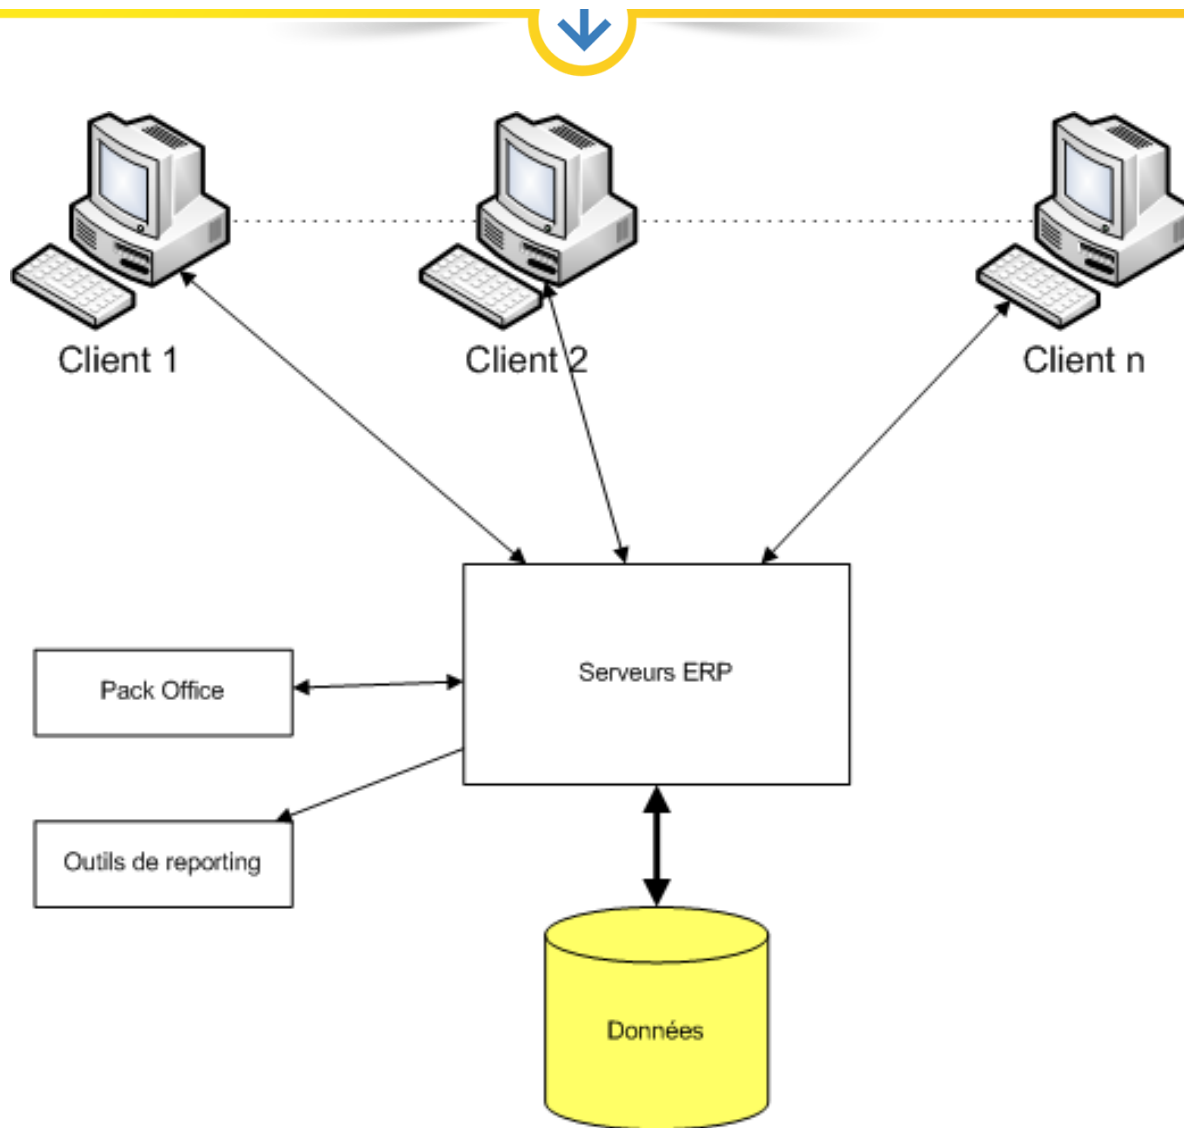 Client 1
Client 2
Client n
Serveurs ERP
Pack Office
Outils de reporting
Données